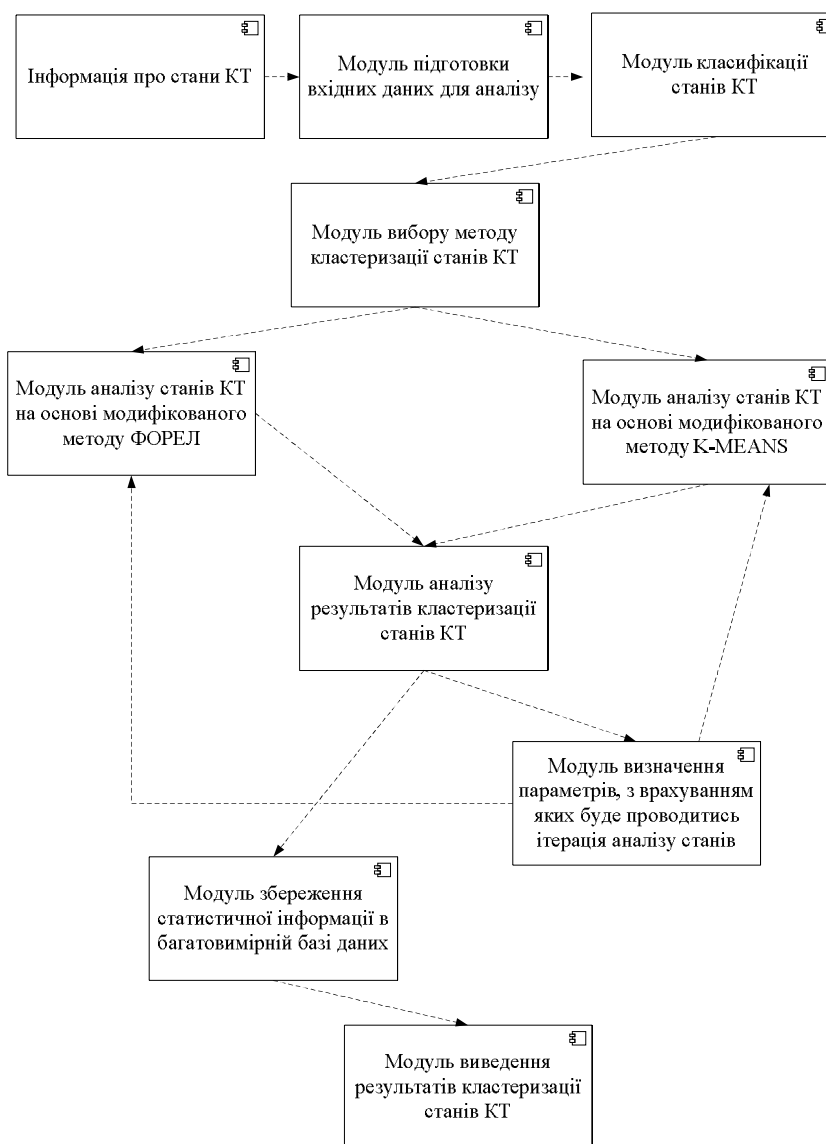 Інформація про стани КТ
Модуль підготовки
вхідних даних для аналізу
Модуль класифікації
станів КТ
Модуль вибору методу
кластеризації станів КТ
Модуль аналізу станів КТ
на основі модифікованого
методу ФОРЕЛ
Модуль аналізу станів КТ
на основі модифікованого
методу K-MEANS
Модуль аналізу
результатів кластеризації
станів КТ
Модуль визначення
параметрів, з врахуванням
яких буде проводитись
ітерація аналізу станів
Модуль збереження
статистичної інформації в
багатовимірній базі даних
Модуль виведення
результатів кластеризації
станів КТ